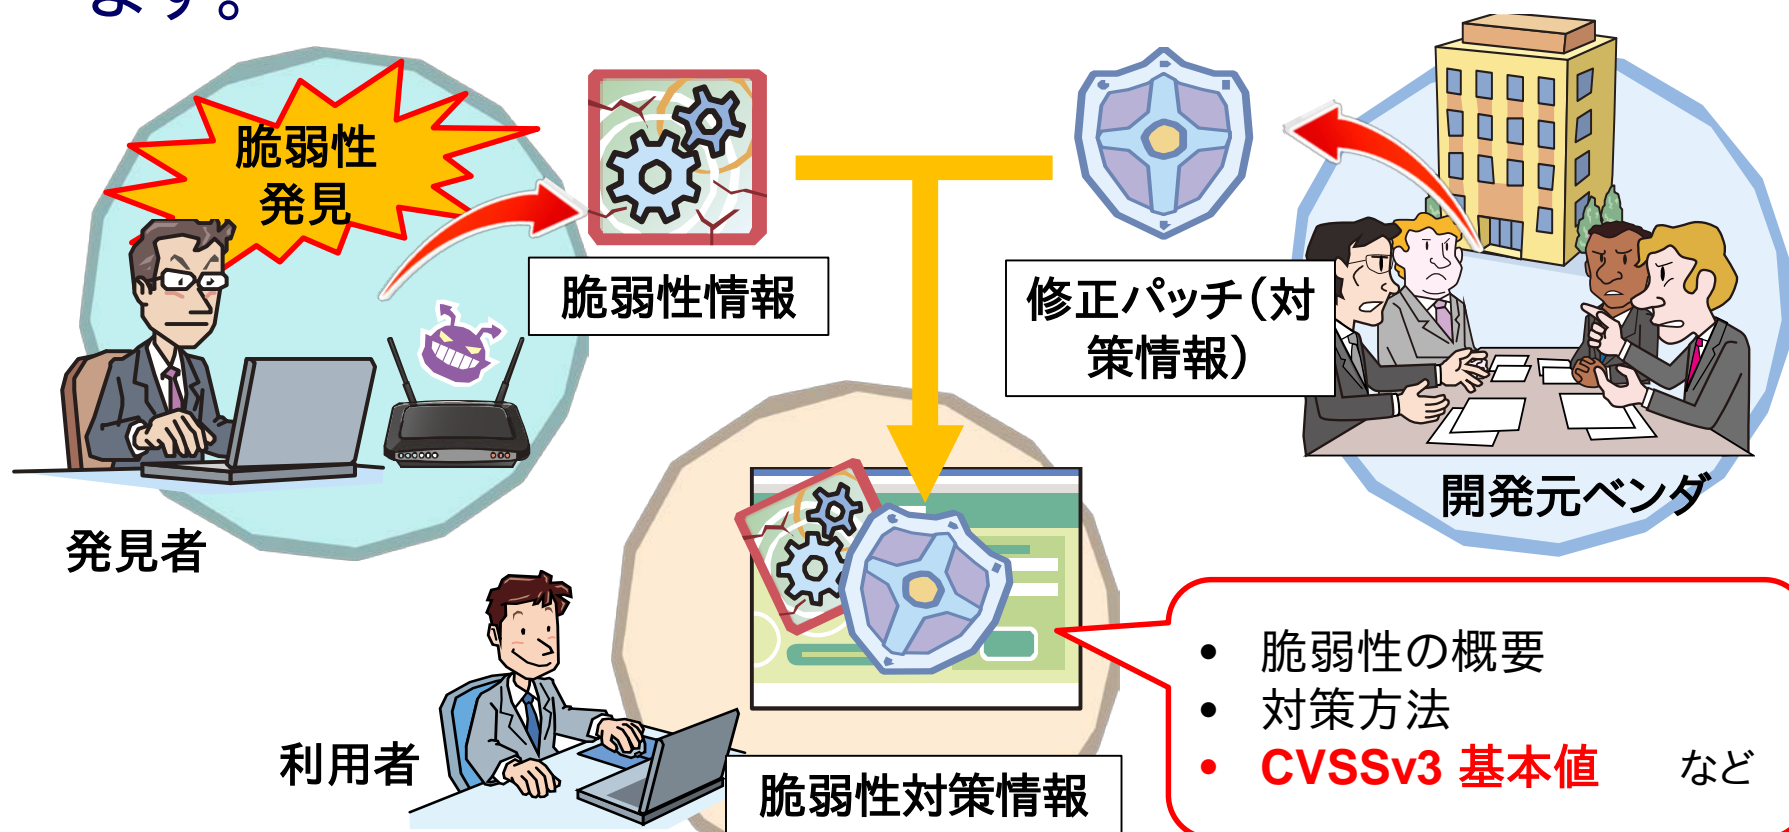 ます。
脆弱性
発見
脆弱性情報
修正パッチ（対
策情報）
開発元ベンダ
発見者
利用者
脆弱性対策情報
• 脆弱性の概要
• 対策方法
• CVSSv3 基本値 など